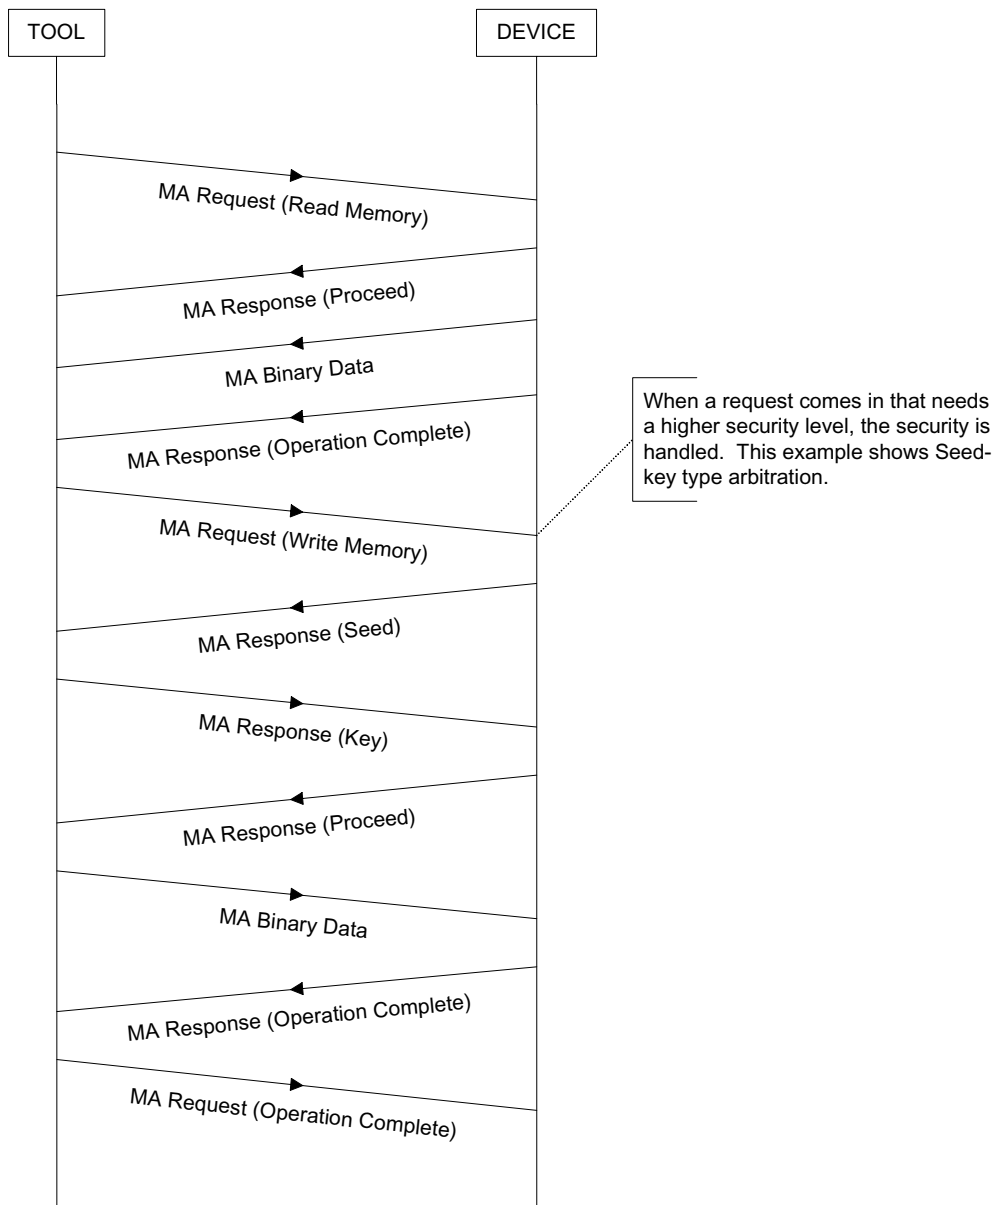 TOOL
DEVICE
MA Request (Read Memory)
MA Response (Proceed)
MA Binary Data
MA Response (Operation Complete)
When a request comes in that needs
a higher security level, the security is
handled.  This example shows Seed-
key type arbitration.
MA Request (Write Memory)
MA Response (Seed)
MA Response (Key)
MA Response (Proceed)
MA Binary Data
MA Response (Operation Complete)
MA Request (Operation Complete)